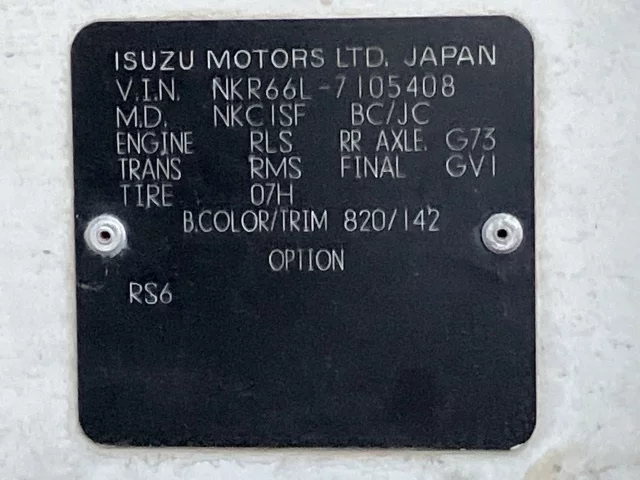 ISUZU MOTORS LTD. JAPAN
V.I.N. NKR66L-7105408
M.D. NKC1SF BC/JC
ENGINE RLS RR AXLE. G73
TRANS RMS FINAL GV1
TIRE 07H
B.COLOR/TRIM 820/142
OPTION
RS6